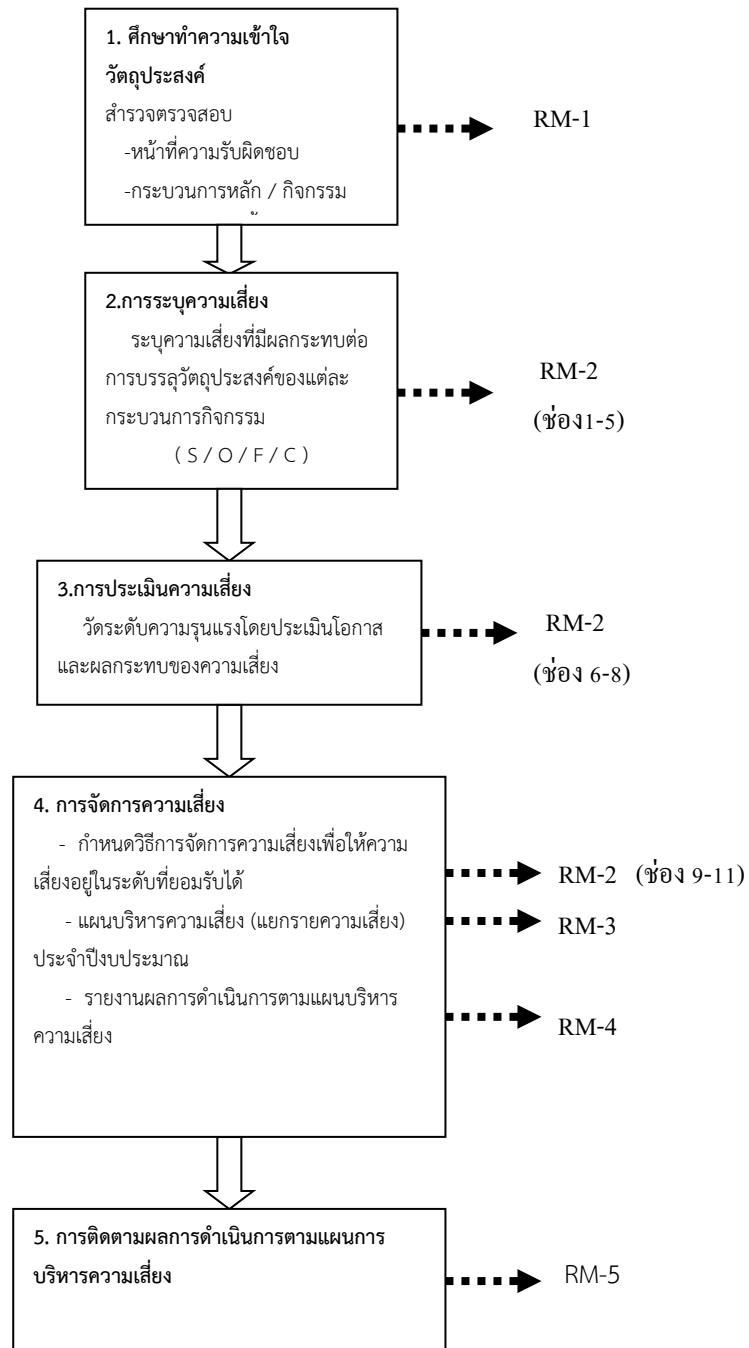 1. ศึกษาทำความเข้าใจ
วัตถุประสงค์
สำรวจตรวจสอบ
-หน้าที่ความรับผิดชอบ
-กระบวนการหลัก / กิจกรรม
RM-1
2.การระบุความเสี่ยง
ระบุความเสี่ยงที่มีผลกระทบต่อ
การบรรลุวัตถุประสงค์ของแต่ละ
กระบวนการกิจกรรม
( S / O / F / C )
RM-2
(ช่อง1-5)
3.การประเมินความเสี่ยง
วัดระดับความรุนแรงโดยประเมินโอกาส
และผลกระทบของความเสี่ยง
RM-2
(ช่อง 6-8)
4. การจัดการความเสี่ยง
- กำหนดวิธีการจัดการความเสี่ยงเพื่อให้ความ
เสี่ยงอยู่ในระดับที่ยอมรับได้
- แผนบริหารความเสี่ยง (แยกรายความเสี่ยง)
ประจำปีงบประมาณ
- รายงานผลการดำเนินการตามแผนบริหาร
ความเสี่ยง
RM-2 (ช่อง 9-11)
RM-3
RM-4
5. การติดตามผลการดำเนินการตามแผนการ
บริหารความเสี่ยง
RM-5